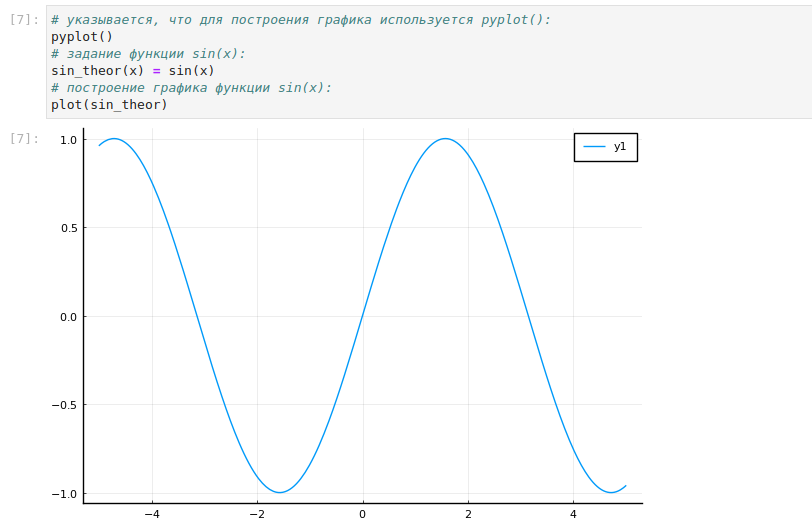 [7]: # указывается, что для построения графика используется pyplot():
pyplot()
# задание функции sin(x):
sin_theor(x) = sin(x)
# построение графика функции sin(x):
plot(sin_theor)
[7]:
1.0
y1
0.5
0.0
−0.5
−1.0
−4 −2 0 2 4